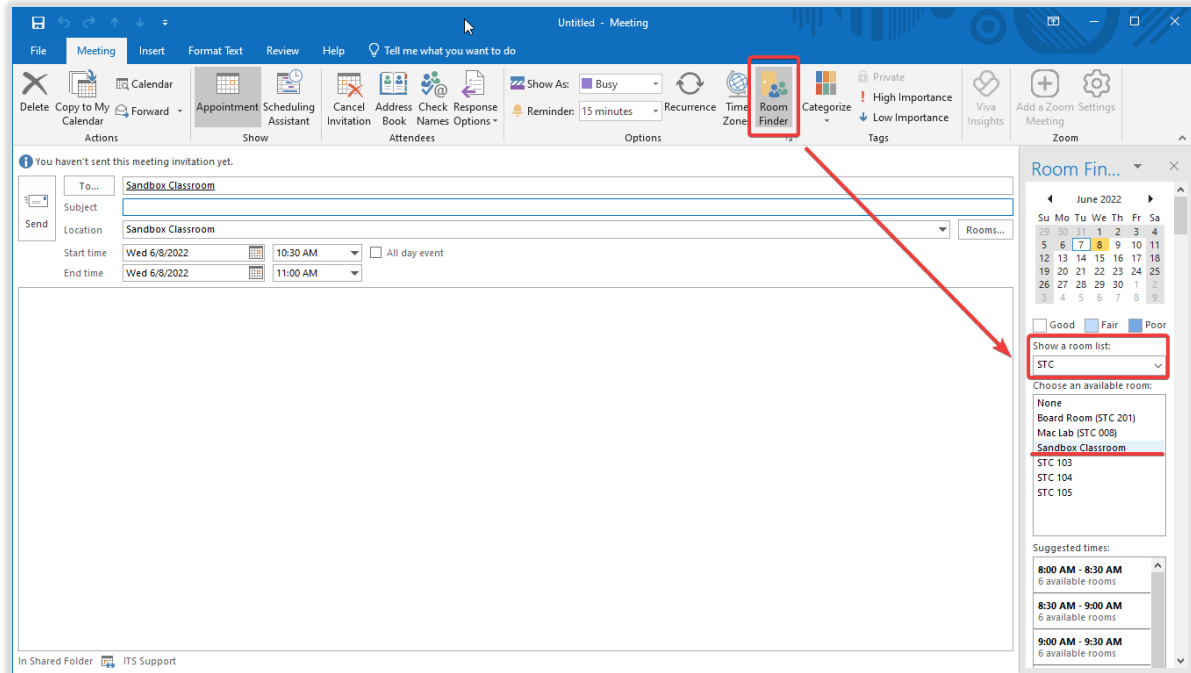 Untitled - Meeting
File Meeting Insert Format Text Review Help Tell me what you want to do
Delete
Copy to My Calendar
Calendar
Forward
Actions
Appointment
Scheduling Assistant
Show
Cancel Invitation
Address Book
Check Names
Response Options
Attendees
Show As: Busy
Reminder: 15 minutes
Recurrence
Time Zones
Room Finder
Options
Categorize
Private
High Importance
Low Importance
Tags
Viva Insights
Add a Zoom Meeting
Settings
Zoom
You haven't sent this meeting invitation yet.
Send
To... Sandbox Classroom
Subject
Location Sandbox Classroom Rooms...
Start time Wed 6/8/2022 10:30 AM All day event
End time Wed 6/8/2022 11:00 AM
In Shared Folder ITS Support
Room Fin...
June 2022
Su Mo Tu We Th Fr Sa
29 30 31 1 2 3 4
5 6 7 8 9 10 11
12 13 14 15 16 17 18
19 20 21 22 23 24 25
26 27 28 29 30 1 2
3 4 5 6 7 8 9
Good Fair Poor
Show a room list:
STC
Choose an available room:
None
Board Room (STC 201)
Mac Lab (STC 008)
Sandbox Classroom
STC 103
STC 104
STC 105
Suggested times:
8:00 AM - 8:30 AM
6 available rooms
8:30 AM - 9:00 AM
6 available rooms
9:00 AM - 9:30 AM
6 available rooms